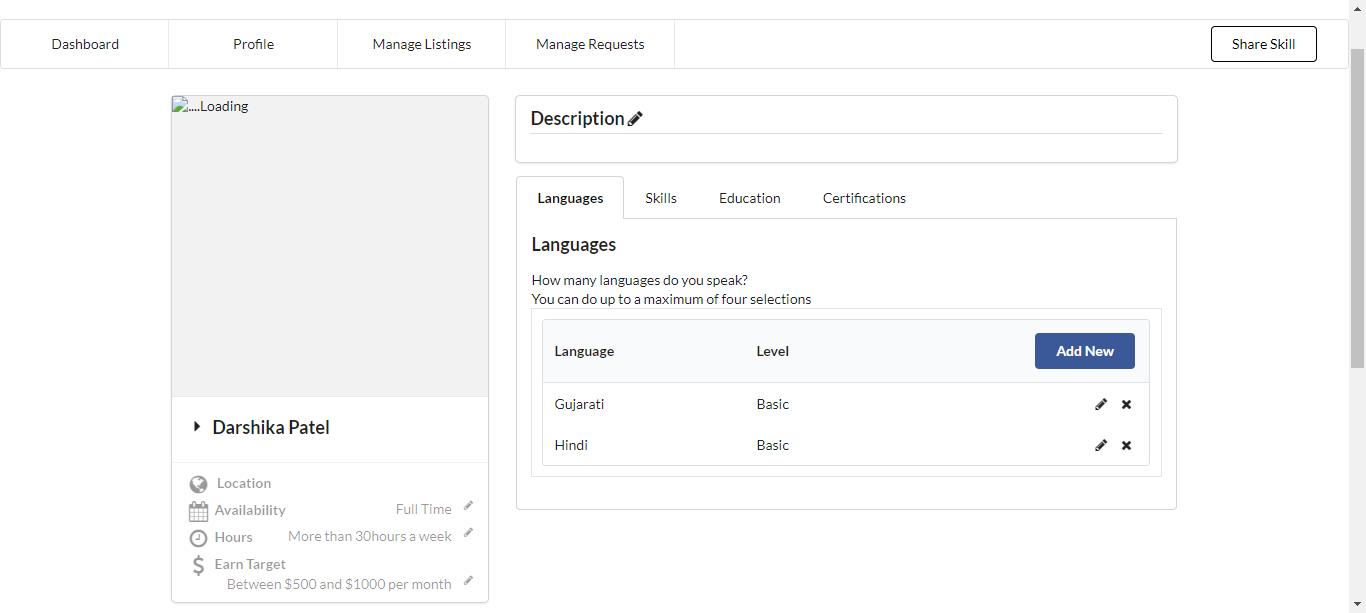 Dashboard Profile Manage Listings Manage Requests Share Skill
....Loading
Darshika Patel
Location
Availability Full Time
Hours More than 30hours a week
Earn Target
Between $500 and $1000 per month
Description
Languages Skills Education Certifications
Languages
How many languages do you speak?
You can do up to a maximum of four selections
Language Level Add New
Gujarati Basic
Hindi Basic